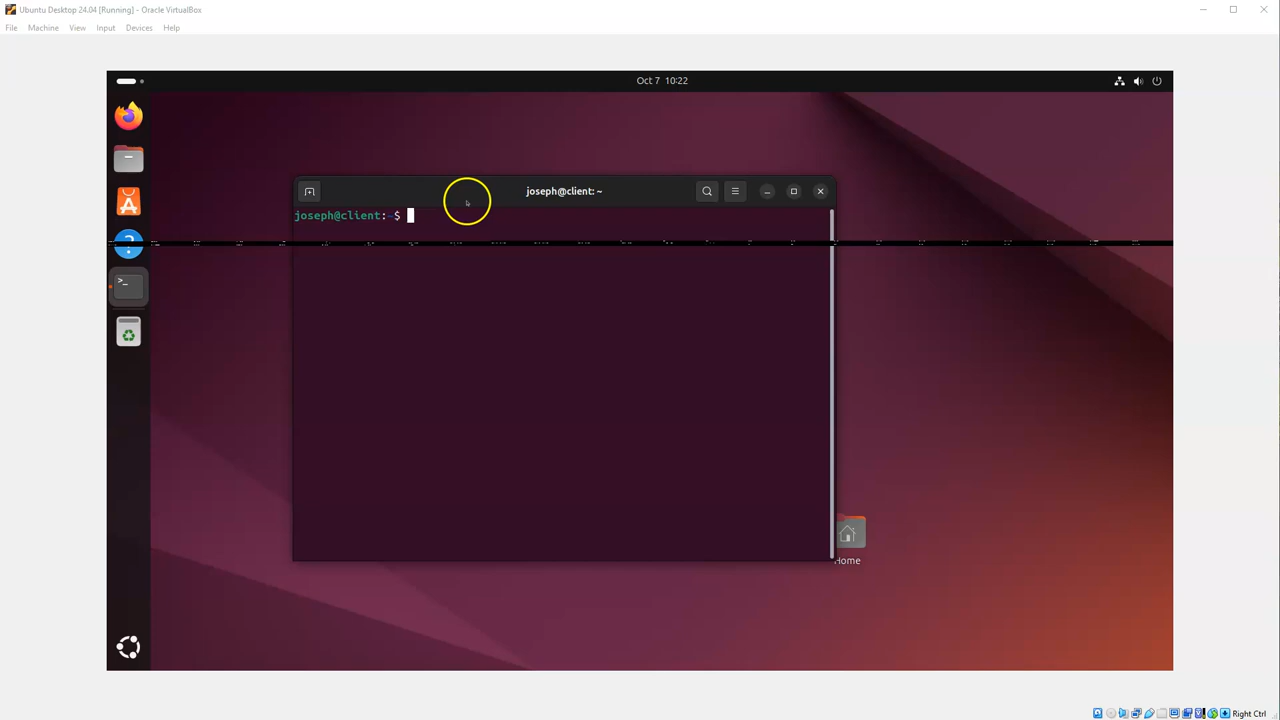 Ubuntu Desktop 24.04 [Running] - Oracle VirtualBox
File Machine View Input Devices Help
Oct 7 10:22
joseph@client: ~
joseph@client:~$
Home
Right Ctrl